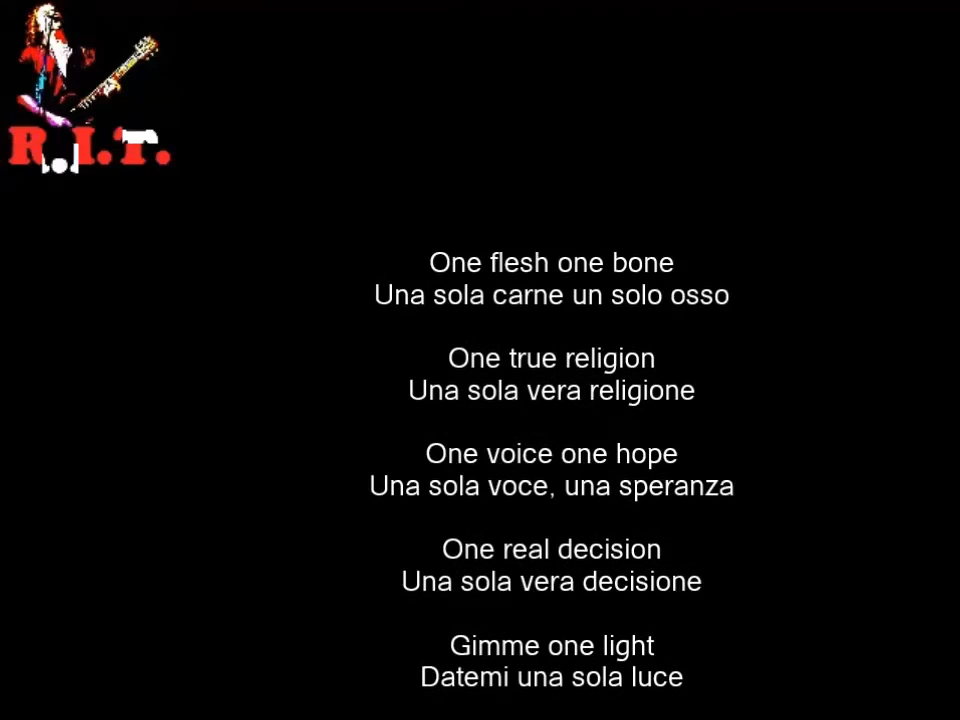 R.I.T.
One flesh one bone
Una sola carne un solo osso
One true religion
Una sola vera religione
One voice one hope
Una sola voce, una speranza
One real decision
Una sola vera decisione
Gimme one light
Datemi una sola luce